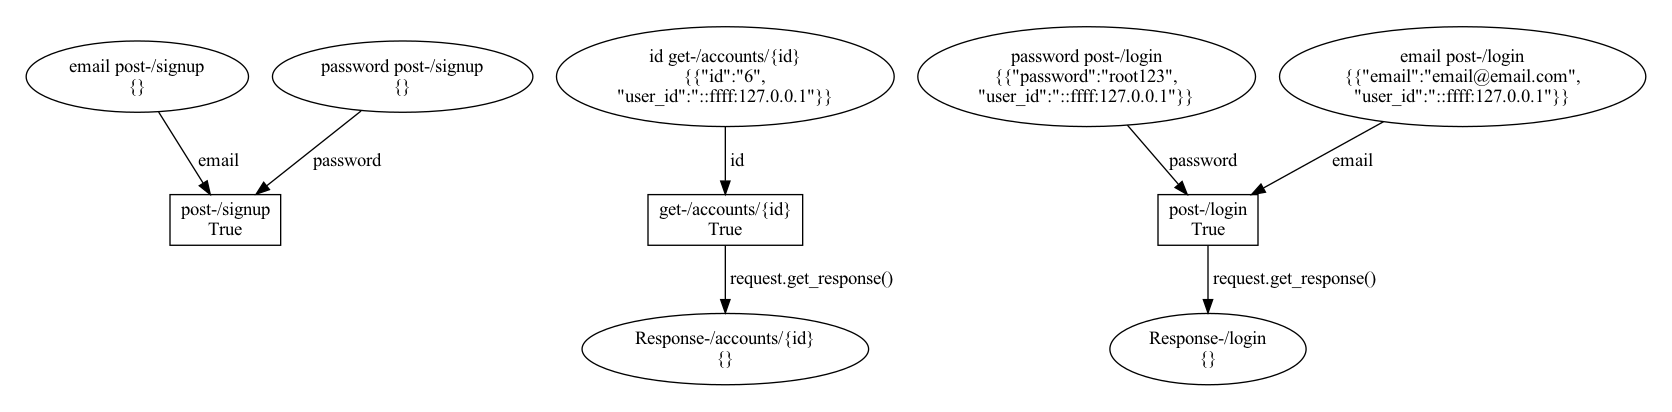 email post-/signup
{}
password post-/signup
{}
id get-/accounts/{id}
{{"id":"6",
"user_id":"::ffff:127.0.0.1"}}
password post-/login
{{"password":"root123",
"user_id":"::ffff:127.0.0.1"}}
email post-/login
{{"email":"email@email.com",
"user_id":"::ffff:127.0.0.1"}}
email
password
id
password
email
post-/signup
True
get-/accounts/{id}
True
post-/login
True
request.get_response()
request.get_response()
Response-/accounts/{id}
{}
Response-/login
{}